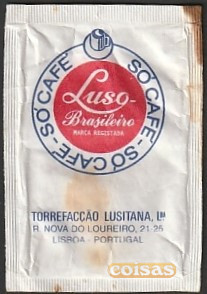 SÓ CAFÉ - SÓ CAFÉ - SÓ CAFÉ -
Luso-
Brasileiro
MARCA REGISTADA
TORREFACÇÃO LUSITANA, Lda
R. NOVA DO LOUREIRO, 21-25
LISBOA - PORTUGAL
coisas